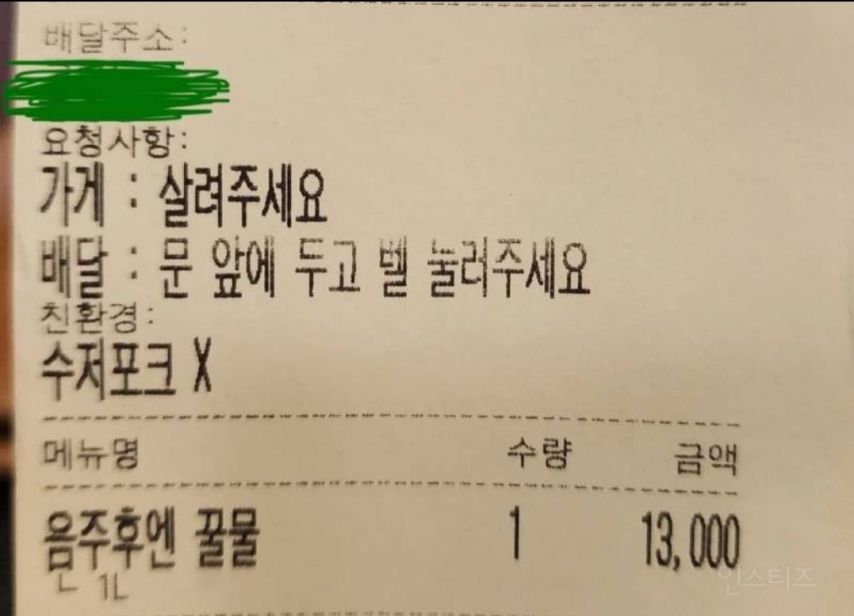 배달주소:
요청사항:
가게 : 살려주세요
배달 : 문 앞에 두고 벨 눌러주세요
친환경:
수저포크 X
메뉴명 수량 금액
음주후엔 꿀물 1 13,000
ㄴ 1L
인스티즈